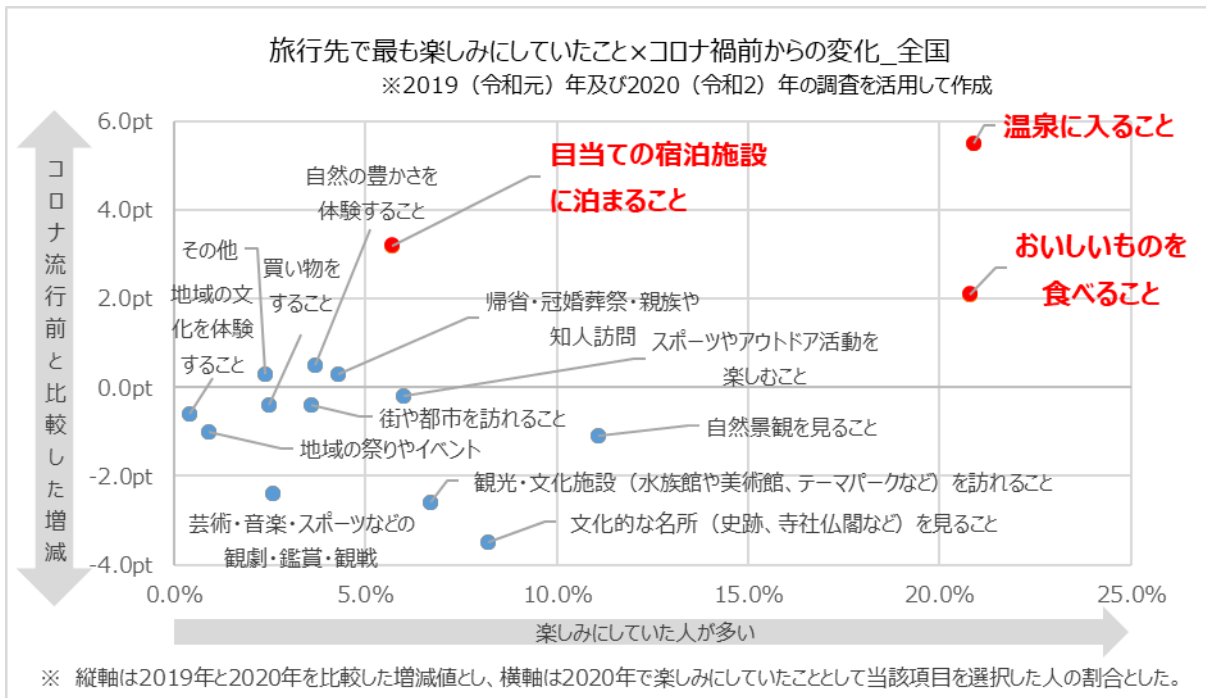 旅行先で最も楽しみにしていたこと×コロナ禍前からの変化_全国
※2019（令和元）年及び2020（令和2）年の調査を活用して作成
コロナ流行前と比較した増減
6.0pt
4.0pt
2.0pt
0.0pt
-2.0pt
-4.0pt
温泉に入ること
目当ての宿泊施設
に泊まること
自然の豊かさを
体験すること
おいしいものを
食べること
その他
買い物を
すること
地域の文
化を体験
すること
帰省・冠婚葬祭・親族や
知人訪問
スポーツやアウトドア活動を
楽しむこと
街や都市を訪れること
自然景観を見ること
地域の祭りやイベント
観光・文化施設（水族館や美術館、テーマパークなど）を訪れること
芸術・音楽・スポーツなどの
観劇・鑑賞・観戦
文化的な名所（史跡、寺社仏閣など）を見ること
0.0%
5.0%
10.0%
15.0%
20.0%
25.0%
楽しみにしていた人が多い
※ 縦軸は2019年と2020年を比較した増減値とし、横軸は2020年で楽しみにしていたこととして当該項目を選択した人の割合とした。